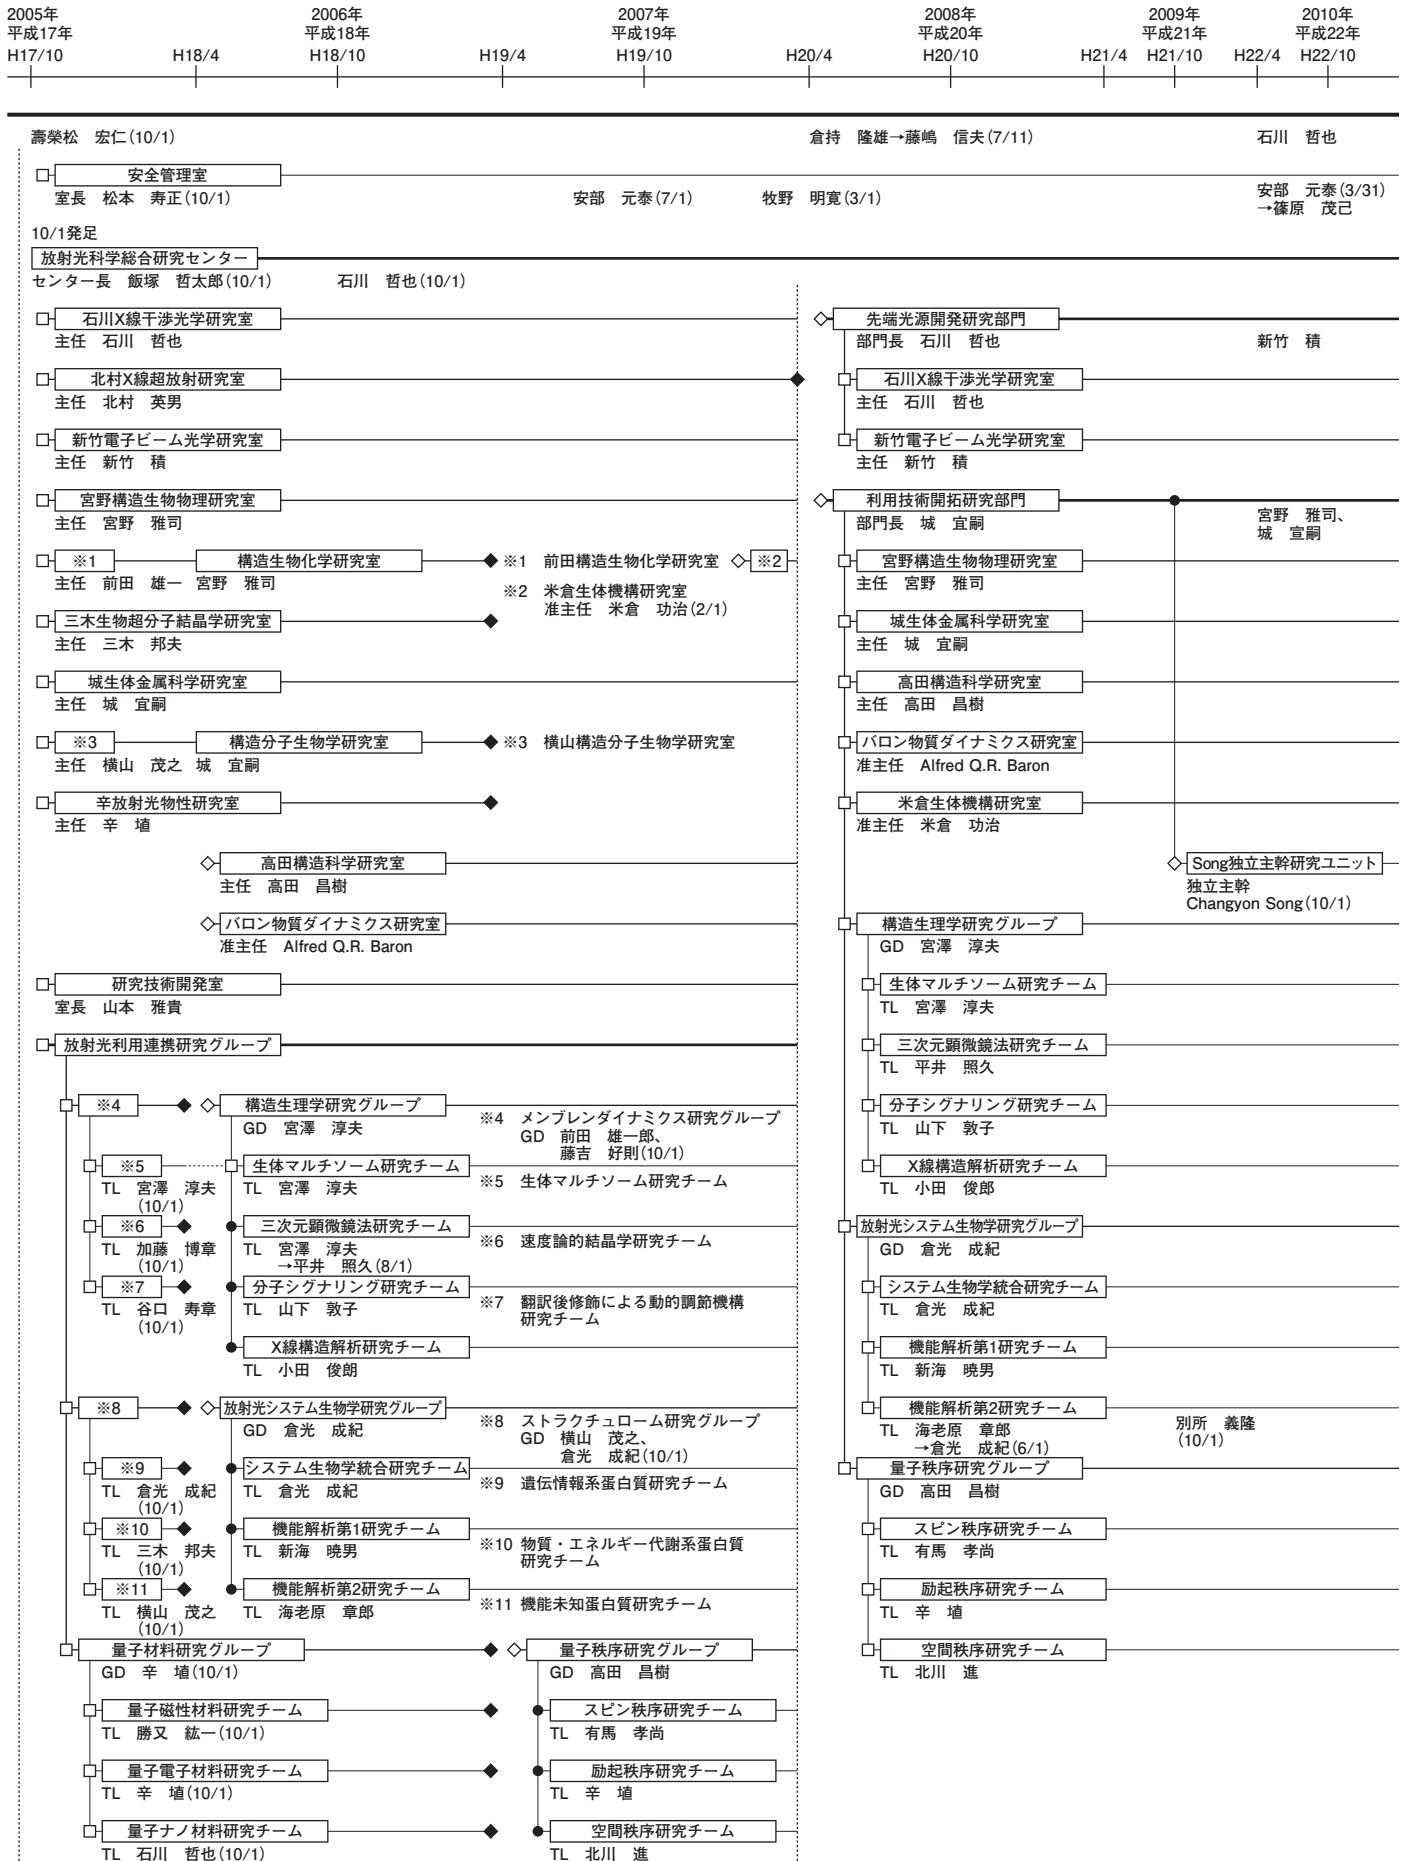 2005年 2006年 2007年 2008年 2009年 2010年
平成17年 平成18年 平成19年 平成20年 平成21年 平成22年
H17/10 H18/4 H18/10 H19/4 H19/10 H20/4 H20/10 H21/4 H21/10 H22/4 H22/10
壽榮松 宏仁(10/1) 倉持 隆雄→藤嶋 信夫(7/11) 石川 哲也
安全管理室
室長 松本 寿正(10/1) 安部 元泰(7/1) 牧野 明寛(3/1) 安部 元泰(3/31)
→篠原 茂己
10/1発足
放射光科学総合研究センター
センター長 飯塚 哲太郎(10/1) 石川 哲也(10/1)
石川X線干渉光学研究室 先端光源開発研究部門
主任 石川 哲也 部門長 石川 哲也 新竹 積
北村X線超放射研究室 石川X線干渉光学研究室
主任 北村 英男 主任 石川 哲也
新竹電子ビーム光学研究室 新竹電子ビーム光学研究室
主任 新竹 積 主任 新竹 積
宮野構造生物物理研究室 利用技術開拓研究部門
主任 宮野 雅司 部門長 城 宜嗣 宮野 雅司、
城 宣嗣
※1 構造生物化学研究室 ※1 前田構造生物化学研究室 ※2 宮野構造生物物理研究室
主任 前田 雄一 宮野 雅司 主任 宮野 雅司
※2 米倉生体機構研究室
准主任 米倉 功治(2/1)
三木生物超分子結晶学研究室 城生体金属科学研究室
主任 三木 邦夫 主任 城 宜嗣
城生体金属科学研究室 高田構造科学研究室
主任 城 宜嗣 主任 高田 昌樹
※3 構造分子生物学研究室 ※3 横山構造分子生物学研究室 バロン物質ダイナミクス研究室
主任 横山 茂之 城 宜嗣 准主任 Alfred Q.R. Baron
辛放射光物性研究室 米倉生体機構研究室
主任 辛 埴 准主任 米倉 功治
高田構造科学研究室 Song独立主幹研究ユニット
主任 高田 昌樹 独立主幹
Changyon Song(10/1)
バロン物質ダイナミクス研究室 構造生理学研究グループ
准主任 Alfred Q.R. Baron GD 宮澤 淳夫
研究技術開発室 生体マルチソーム研究チーム
室長 山本 雅貴 TL 宮澤 淳夫
放射光利用連携研究グループ 三次元顕微鏡法研究チーム
TL 平井 照久
※4 構造生理学研究グループ ※4 メンブレンダイナミクス研究グループ 分子シグナリング研究チーム
GD 宮澤 淳夫 GD 前田 雄一郎、 TL 山下 敦子
藤吉 好則(10/1)
※5 生体マルチソーム研究チーム ※5 生体マルチソーム研究チーム X線構造解析研究チーム
TL 宮澤 淳夫 TL 宮澤 淳夫 TL 小田 俊郎
(10/1)
※6 三次元顕微鏡法研究チーム ※6 速度論的結晶学研究チーム 放射光システム生物学研究グループ
TL 加藤 博章 TL 宮澤 淳夫 GD 倉光 成紀
(10/1) →平井 照久(8/1)
※7 分子シグナリング研究チーム ※7 翻訳後修飾による動的調節機構 システム生物学統合研究チーム
TL 谷口 寿章 TL 山下 敦子 研究チーム TL 倉光 成紀
(10/1)
X線構造解析研究チーム 機能解析第1研究チーム
TL 小田 俊朗 TL 新海 暁男
※8 放射光システム生物学研究グループ ※8 ストラクチュローム研究グループ 機能解析第2研究チーム 別所 義隆
GD 倉光 成紀 GD 横山 茂之、 TL 海老原 章郎 (10/1)
倉光 成紀(10/1) →倉光 成紀(6/1)
※9 システム生物学統合研究チーム ※9 遺伝情報系蛋白質研究チーム 量子秩序研究グループ
TL 倉光 成紀 TL 倉光 成紀 GD 高田 昌樹
(10/1)
※10 機能解析第1研究チーム ※10 物質・エネルギー代謝系蛋白質 スピン秩序研究チーム
TL 三木 邦夫 TL 新海 暁男 研究チーム TL 有馬 孝尚
(10/1)
※11 機能解析第2研究チーム ※11 機能未知蛋白質研究チーム 励起秩序研究チーム
TL 横山 茂之 TL 海老原 章郎 TL 辛 埴
(10/1)
量子材料研究グループ 量子秩序研究グループ 空間秩序研究チーム
GD 辛 埴(10/1) GD 高田 昌樹 TL 北川 進
量子磁性材料研究チーム スピン秩序研究チーム
TL 勝又 紘一(10/1) TL 有馬 孝尚
量子電子材料研究チーム 励起秩序研究チーム
TL 辛 埴(10/1) TL 辛 埴
量子ナノ材料研究チーム 空間秩序研究チーム
TL 石川 哲也(10/1) TL 北川 進